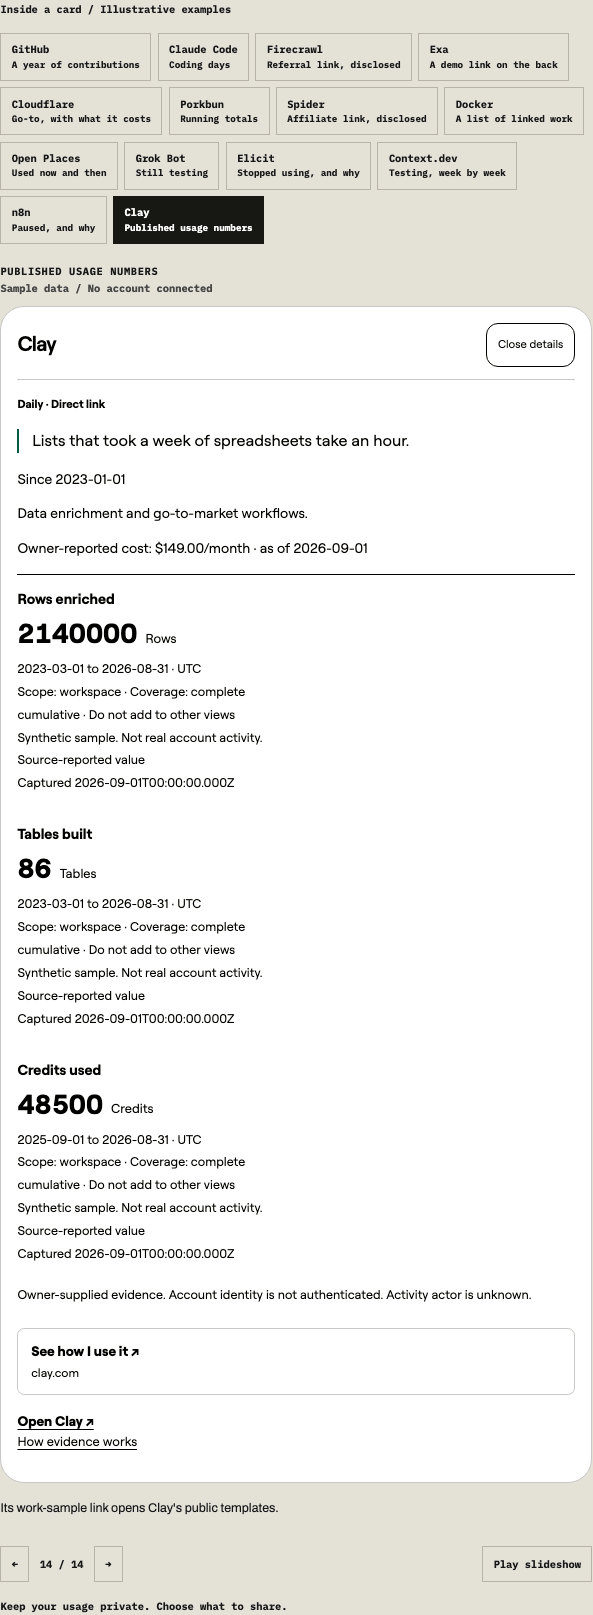 Inside a card / Illustrative examples
GitHub
A year of contributions
Claude Code
Coding days
Firecrawl
Referral link, disclosed
Exa
A demo link on the back
Cloudflare
Go-to, with what it costs
Porkbun
Running totals
Spider
Affiliate link, disclosed
Docker
A list of linked work
Open Places
Used now and then
Grok Bot
Still testing
Elicit
Stopped using, and why
Context.dev
Testing, week by week
n8n
Paused, and why
Clay
Published usage numbers
PUBLISHED USAGE NUMBERS
Sample data / No account connected
Clay
Close details
Daily · Direct link
Lists that took a week of spreadsheets take an hour.
Since 2023-01-01
Data enrichment and go-to-market workflows.
Owner-reported cost: $149.00/month · as of 2026-09-01
Rows enriched
2140000 Rows
2023-03-01 to 2026-08-31 · UTC
Scope: workspace · Coverage: complete
cumulative · Do not add to other views
Synthetic sample. Not real account activity.
Source-reported value
Captured 2026-09-01T00:00:00.000Z
Tables built
86 Tables
2023-03-01 to 2026-08-31 · UTC
Scope: workspace · Coverage: complete
cumulative · Do not add to other views
Synthetic sample. Not real account activity.
Source-reported value
Captured 2026-09-01T00:00:00.000Z
Credits used
48500 Credits
2025-09-01 to 2026-08-31 · UTC
Scope: workspace · Coverage: complete
cumulative · Do not add to other views
Synthetic sample. Not real account activity.
Source-reported value
Captured 2026-09-01T00:00:00.000Z
Owner-supplied evidence. Account identity is not authenticated. Activity actor is unknown.
See how I use it ↗
clay.com
Open Clay ↗
How evidence works
Its work-sample link opens Clay's public templates.
← 14 / 14 →
Play slideshow
Keep your usage private. Choose what to share.